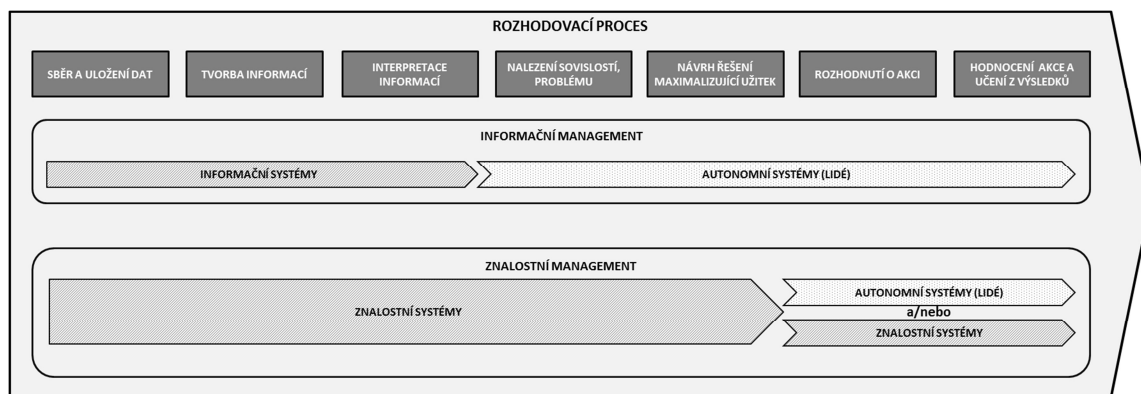 ROZHODOVACÍ PROCES
SBĚR A ULOŽENÍ DAT
TVORBA INFORMACÍ
INTERPRETACE
INFORMACÍ
NALEZENÍ SOVISLOSTÍ,
PROBLÉMU
NÁVRH ŘEŠENÍ
MAXIMALIZUJÍCÍ UŽITEK
ROZHODNUTÍ O AKCI
HODNOCENÍ AKCE A
UČENÍ Z VÝSLEDKŮ
INFORMAČNÍ MANAGEMENT
INFORMAČNÍ SYSTÉMY
AUTONOMNÍ SYSTÉMY (LIDÉ)
ZNALOSTNÍ MANAGEMENT
ZNALOSTNÍ SYSTÉMY
AUTONOMNÍ SYSTÉMY (LIDÉ)
a/nebo
ZNALOSTNÍ SYSTÉMY